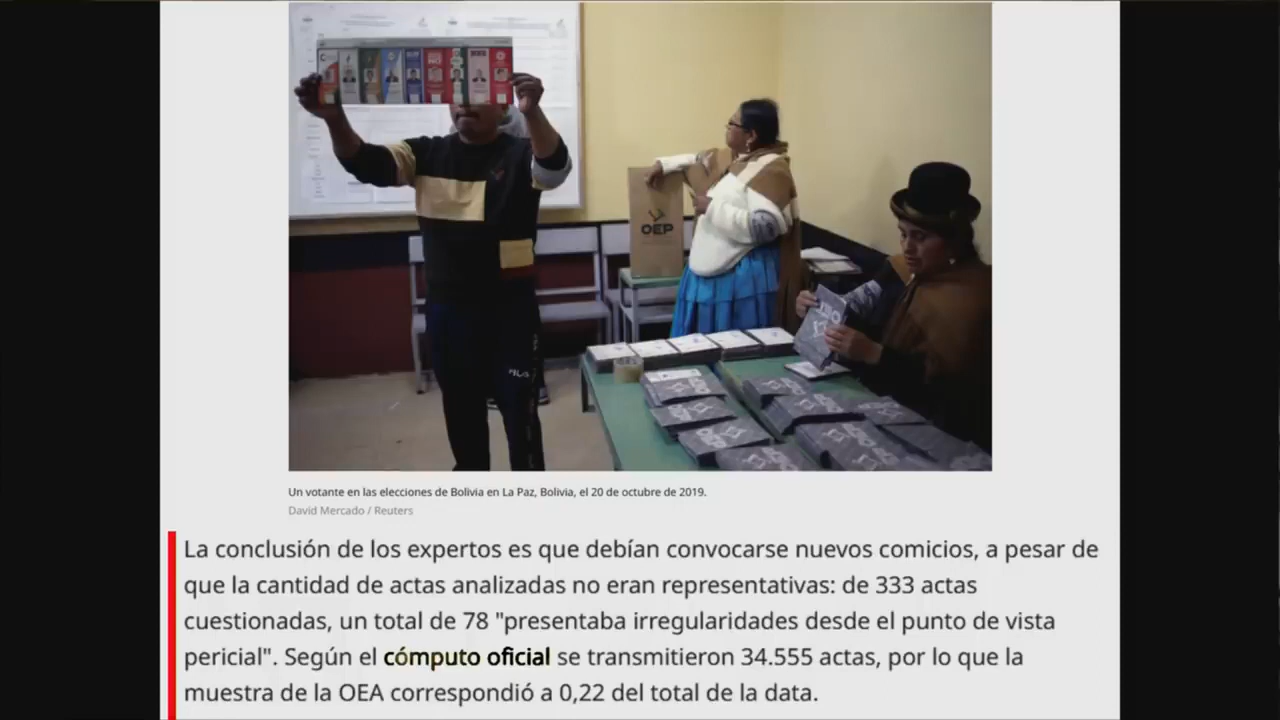 OEP
FILA
OEP
Un votante en las elecciones de Bolivia en La Paz, Bolivia, el 20 de octubre de 2019.
David Mercado / Reuters
La conclusión de los expertos es que debían convocarse nuevos comicios, a pesar de
que la cantidad de actas analizadas no eran representativas: de 333 actas
cuestionadas, un total de 78 "presentaba irregularidades desde el punto de vista
pericial". Según el cómputo oficial se transmitieron 34.555 actas, por lo que la
muestra de la OEA correspondió a 0,22 del total de la data.